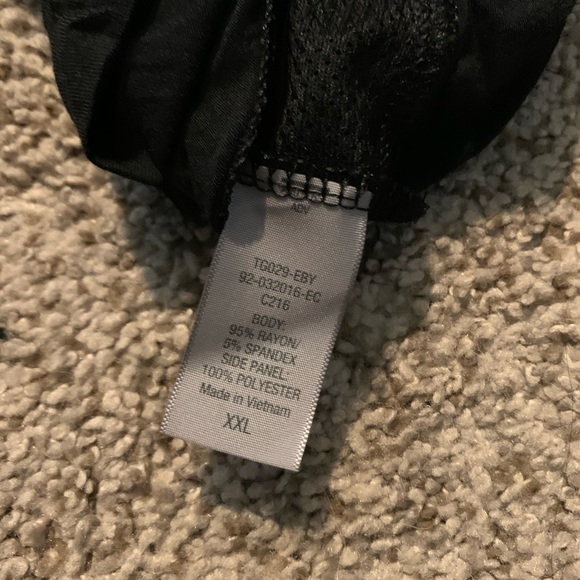 ADV
TG029-EBY
92-032016-EC
C216
BODY:
95% RAYON/
5% SPANDEX
SIDE PANEL:
100% POLYESTER
Made in Vietnam
XXL